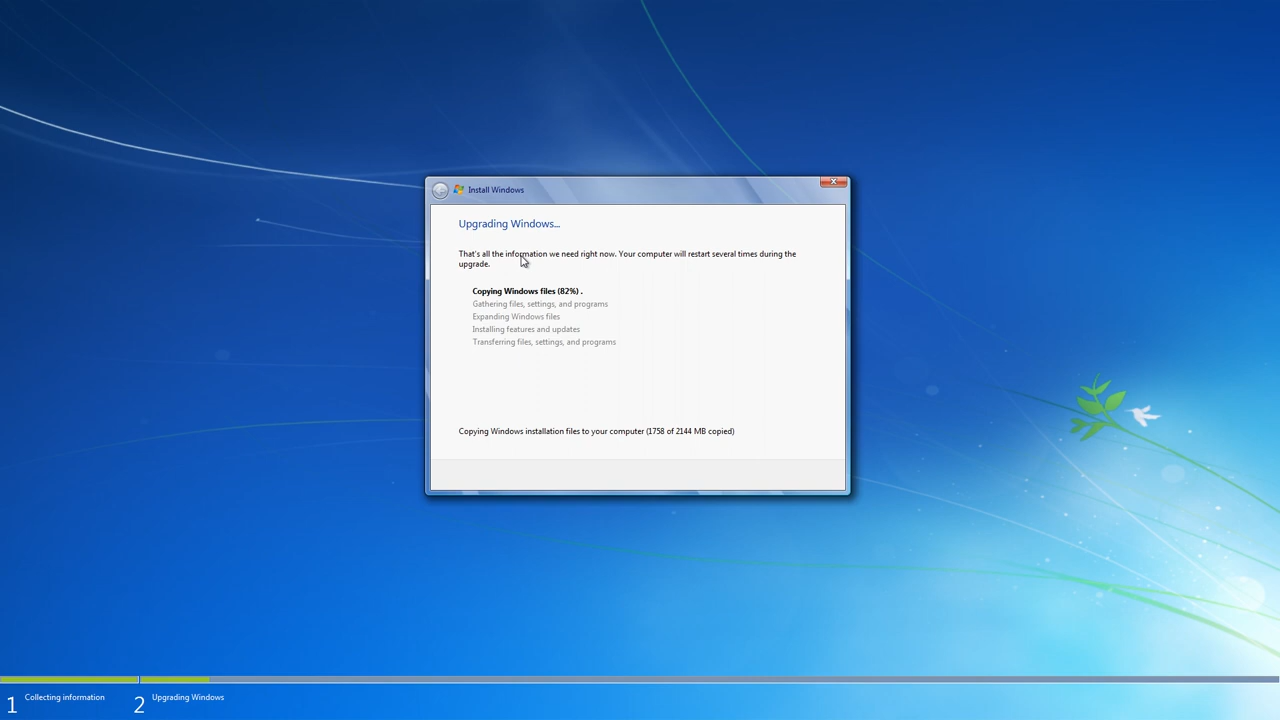 Install Windows
Upgrading Windows...
That's all the information we need right now. Your computer will restart several times during the
upgrade.
Copying Windows files (82%) .
Gathering files, settings, and programs
Expanding Windows files
Installing features and updates
Transferring files, settings, and programs
Copying Windows installation files to your computer (1758 of 2144 MB copied)
1 Collecting information
2 Upgrading Windows